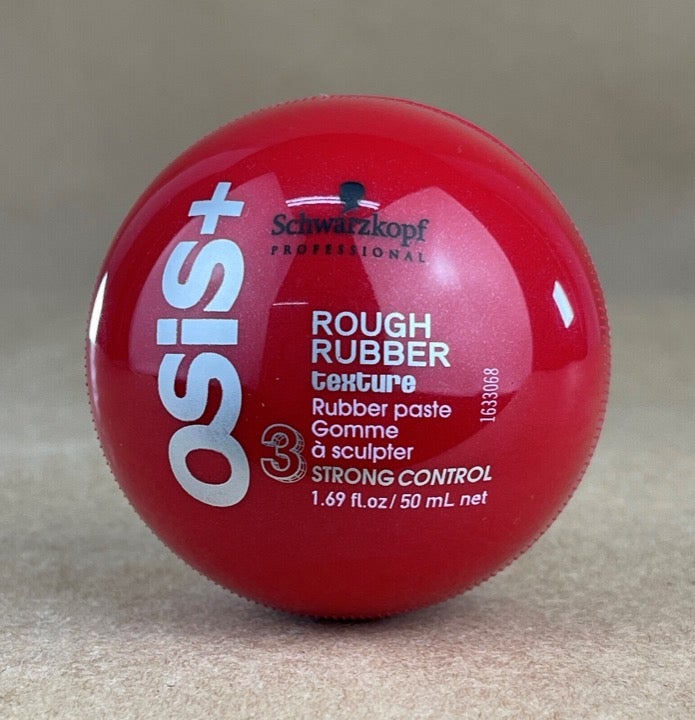 Schwarzkopf
PROFESSIONAL
OSiS+
ROUGH
RUBBER
texture
Rubber paste
Gomme
à sculpter
3 STRONG CONTROL
1.69 fl.oz/50 mL net
1633068